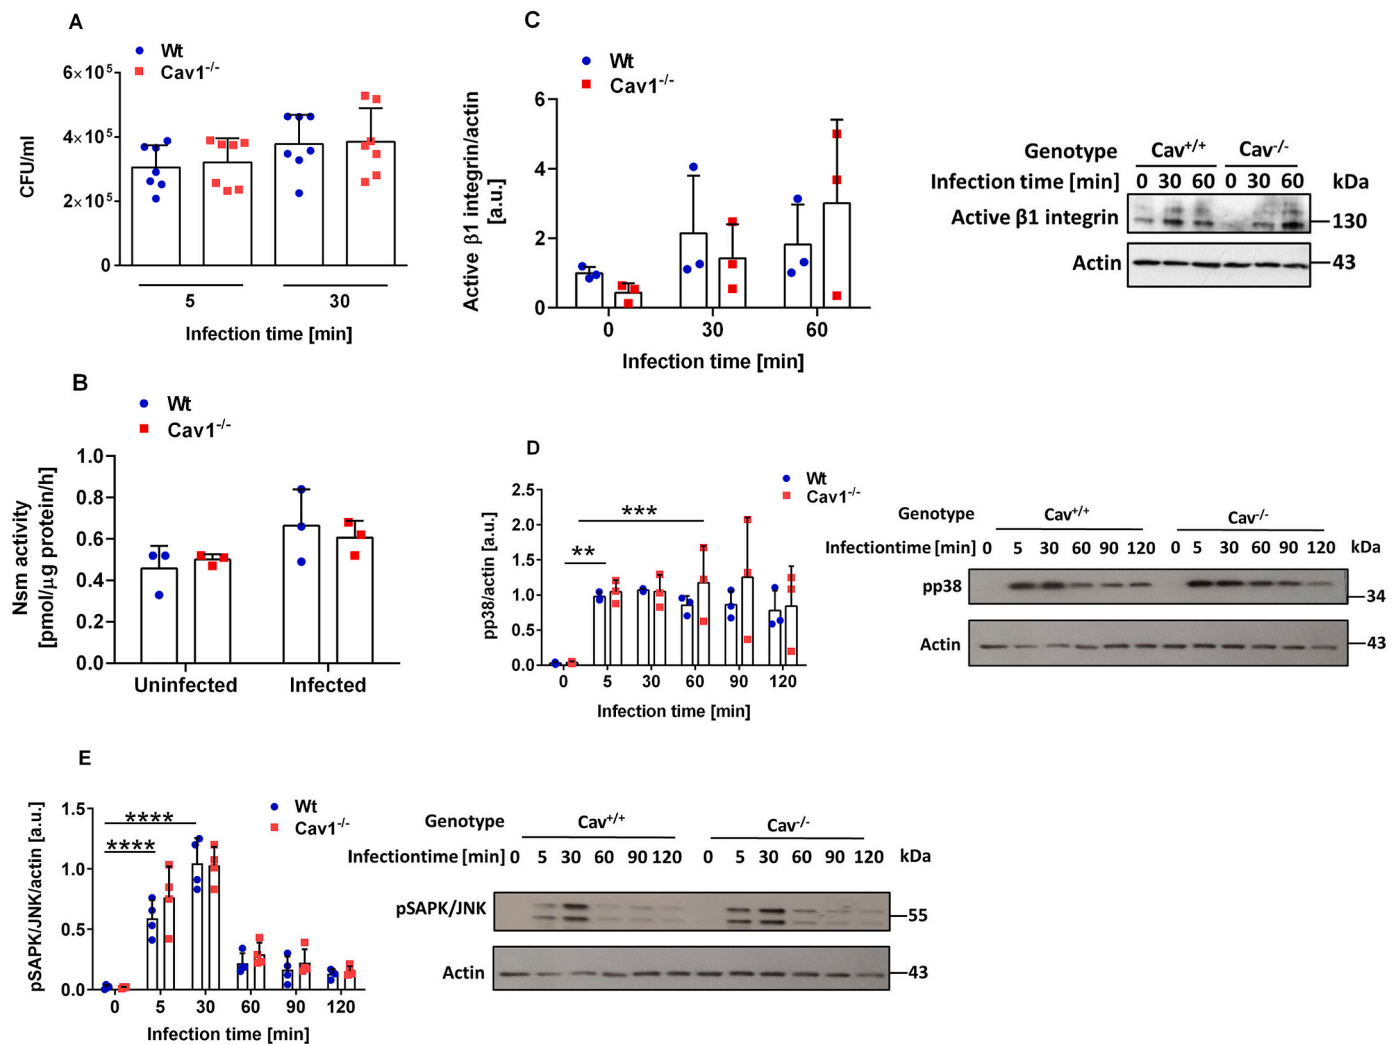 A
Wt
Cav1-/-
6×10⁵
4×10⁵
2×10⁵
0
CFU/ml
5 30
Infection time [min]
B
Wt
Cav1-/-
1.0
0.8
0.6
0.4
0.2
0.0
Nsm activity
[pmol/µg protein/h]
Uninfected Infected
C
Wt
Cav1-/-
6
4
2
0
Active β1 integrin/actin
[a.u.]
0 30 60
Infection time [min]
Genotype Cav+/+ Cav-/-
Infection time [min] 0 30 60 0 30 60 kDa
Active β1 integrin 130
Actin 43
D
Wt
Cav1-/-
2.5
2.0
1.5
1.0
0.5
0.0
pp38/actin [a.u.]
***
**
0 5 30 60 90 120
Infection time [min]
Genotype Cav+/+ Cav-/-
Infectiontime [min] 0 5 30 60 90 120 0 5 30 60 90 120 kDa
pp38 34
Actin 43
E
Wt
Cav1-/-
1.5
1.0
0.5
0.0
pSAPK/JNK/actin [a.u.]
****
****
0 5 30 60 90 120
Infection time [min]
Genotype Cav+/+ Cav-/-
Infectiontime [min] 0 5 30 60 90 120 0 5 30 60 90 120 kDa
pSAPK/JNK 55
Actin 43